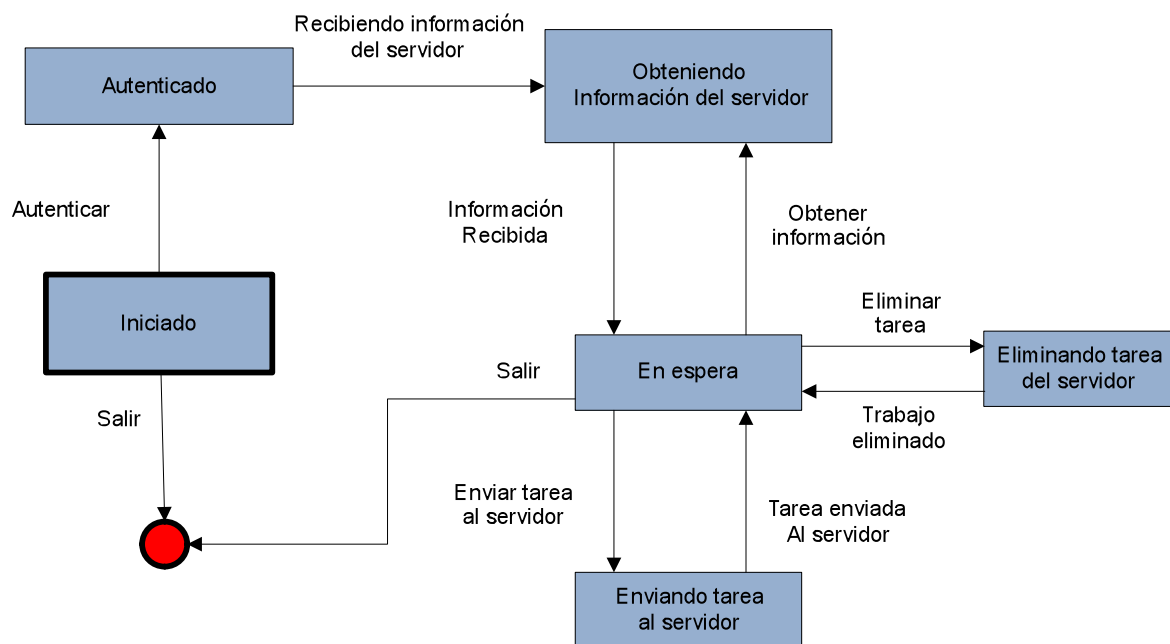 Recibiendo información
del servidor
Autenticado
Obteniendo
Información del servidor
Autenticar
Información
Recibida
Obtener
información
Iniciado
Eliminar
tarea
Salir
En espera
Eliminando tarea
del servidor
Salir
Trabajo
eliminado
Enviar tarea
al servidor
Tarea enviada
Al servidor
Enviando tarea
al servidor